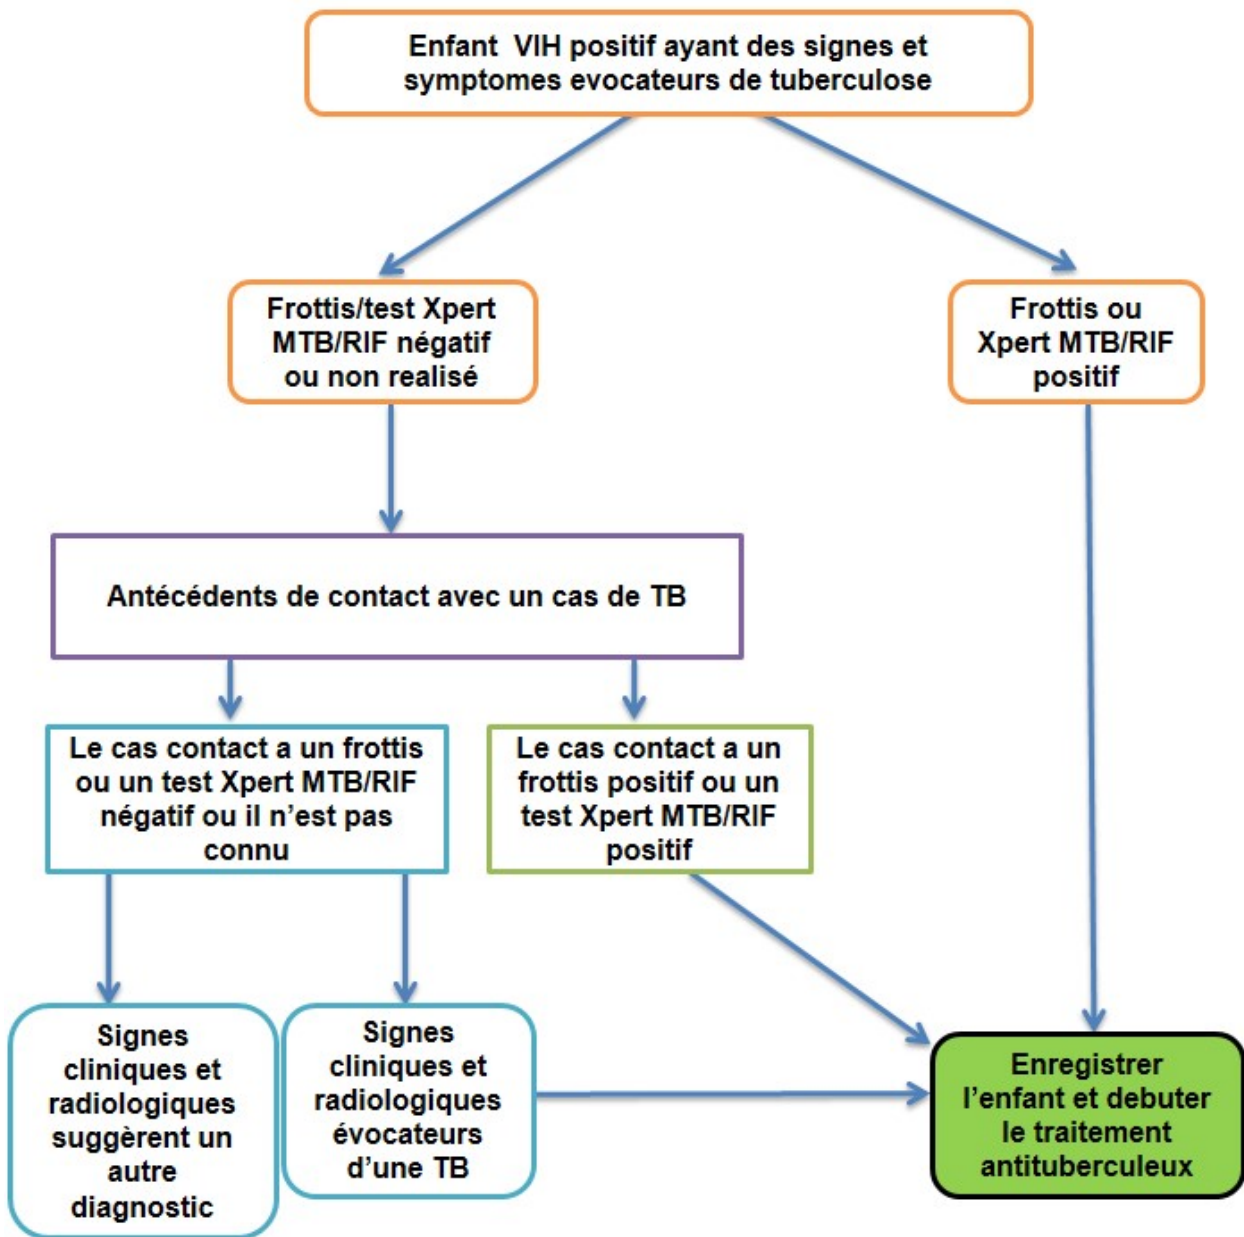 Enfant VIH positif ayant des signes et
symptomes evocateurs de tuberculose
Frottis/test Xpert
MTB/RIF négatif
ou non realisé
Frottis ou
Xpert MTB/RIF
positif
Antécédents de contact avec un cas de TB
Le cas contact a un frottis
ou un test Xpert MTB/RIF
négatif ou il n’est pas
connu
Le cas contact a un
frottis positif ou un
test Xpert MTB/RIF
positif
Signes
cliniques et
radiologiques
suggèrent un
autre
diagnostic
Signes
cliniques et
radiologiques
évocateurs
d’une TB
Enregistrer
l’enfant et debuter
le traitement
antituberculeux